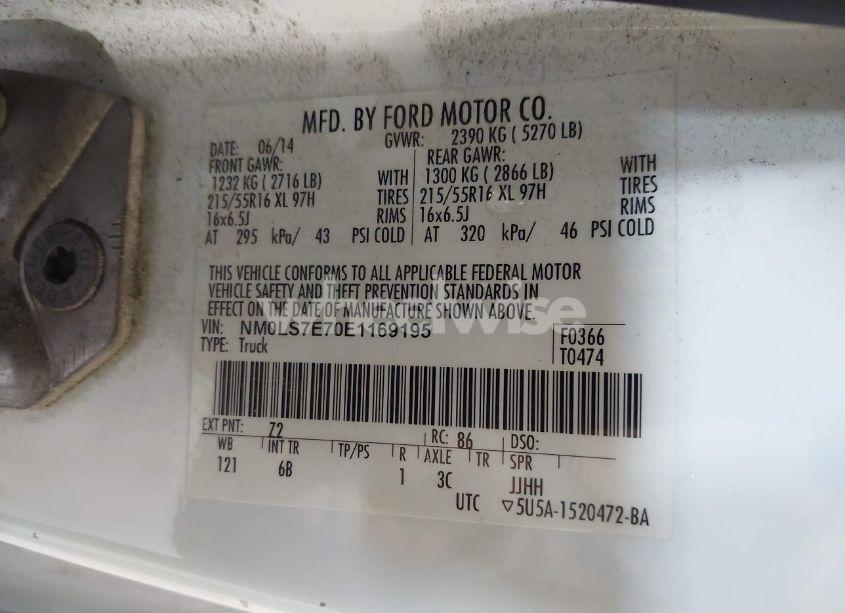 MFD. BY FORD MOTOR CO.
DATE: 06/14 GVWR: 2390 KG ( 5270 LB)
FRONT GAWR: REAR GAWR:
1232 KG ( 2716 LB) WITH 1300 KG ( 2866 LB) WITH
215/55R16 XL 97H TIRES 215/55R16 XL 97H TIRES
16x6.5J RIMS 16x6.5J RIMS
AT 295 kPa/ 43 PSI COLD AT 320 kPa/ 46 PSI COLD
THIS VEHICLE CONFORMS TO ALL APPLICABLE FEDERAL MOTOR
VEHICLE SAFETY AND THEFT PREVENTION STANDARDS IN
EFFECT ON THE DATE OF MANUFACTURE SHOWN ABOVE.
VIN: NM0LS7E70E1169195 F0366
TYPE: Truck T0474
EXT PNT: Z2 RC: 86 DSO:
WB INT TR TP/PS R AXLE TR SPR
121 6B 1 3C JJHH
UTC ▽5U5A-1520472-BA